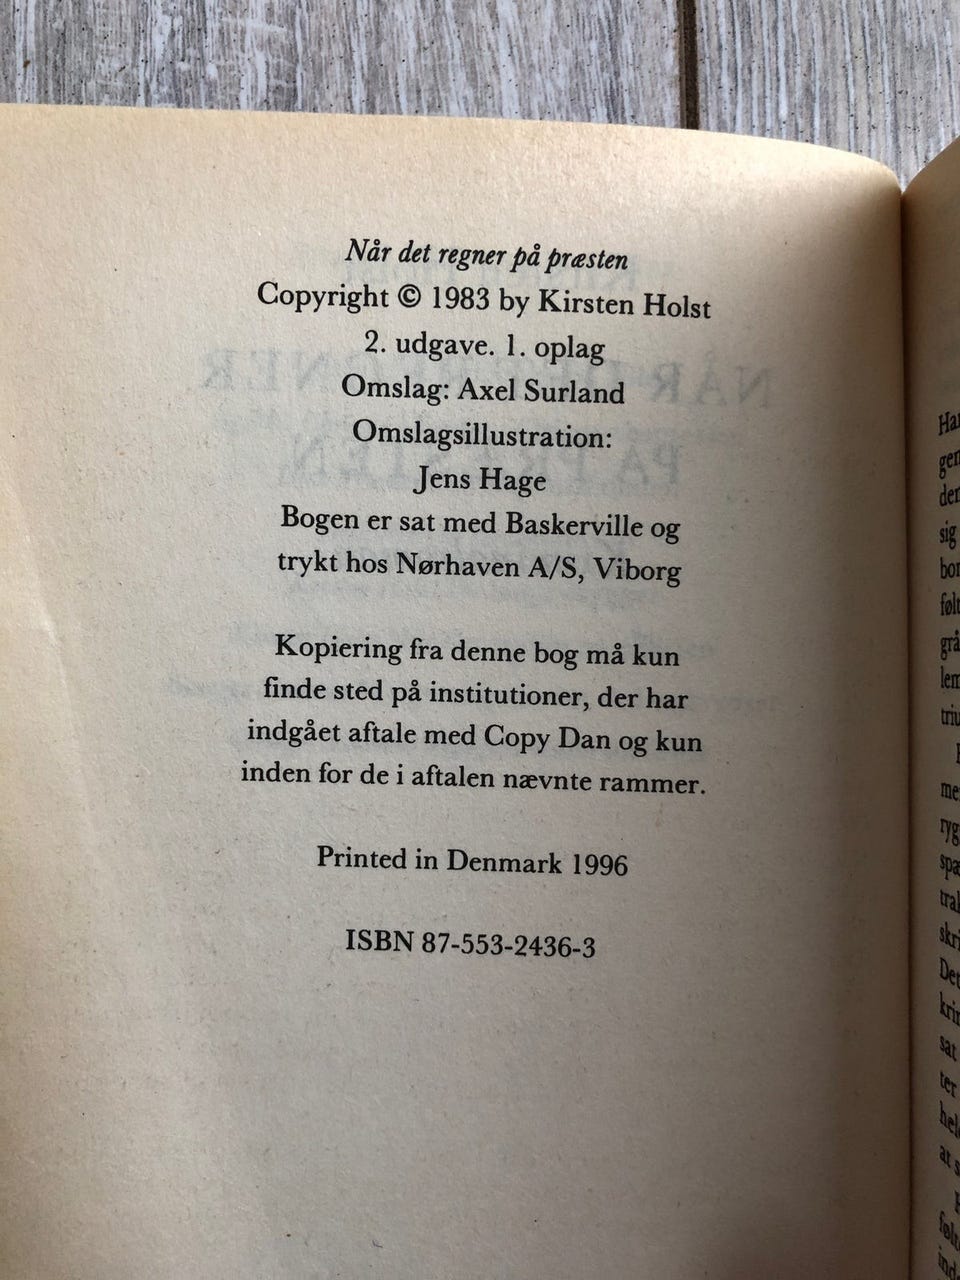 Når det regner på præsten
Copyright © 1983 by Kirsten Holst
2. udgave. 1. oplag
Omslag: Axel Surland
Omslagsillustration:
Jens Hage
Bogen er sat med Baskerville og
trykt hos Nørhaven A/S, Viborg
Kopiering fra denne bog må kun
finde sted på institutioner, der har
indgået aftale med Copy Dan og kun
inden for de i aftalen nævnte rammer.
Printed in Denmark 1996
ISBN 87-553-2436-3